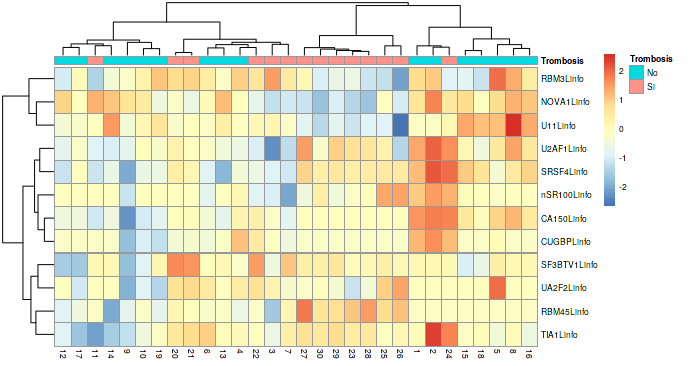 Trombosis
RBM3Linfo
NOVA1Linfo
U11Linfo
U2AF1Linfo
SRSF4Linfo
nSR100Linfo
CA150Linfo
CUGBPLinfo
SF3BTV1Linfo
UA2F2Linfo
RBM45Linfo
TIA1Linfo
12 17 11 14 9 10 19 20 21 6 13 4 22 3 7 27 30 29 23 28 25 26 1 2 24 15 18 5 8 16
2
1
0
-1
-2
Trombosis
No
SI